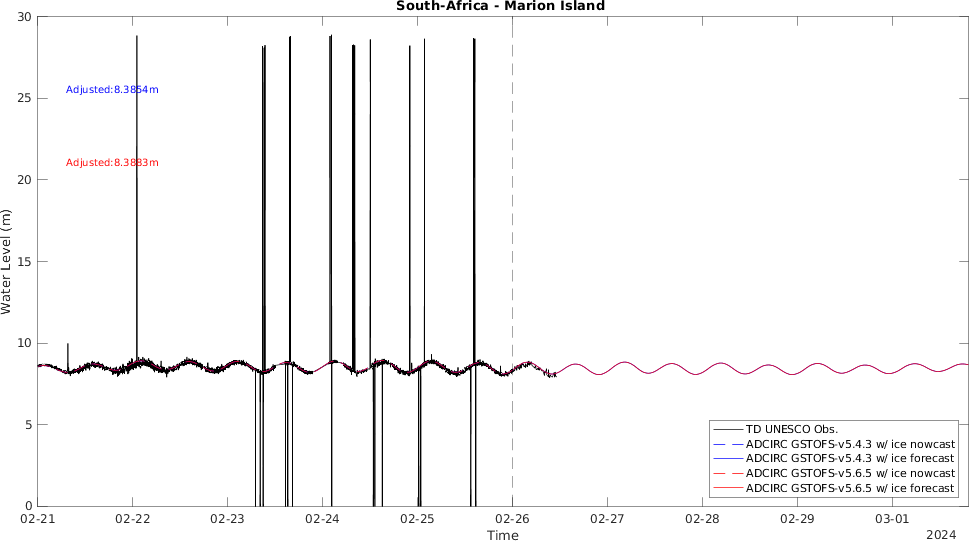 South-Africa - Marion Island
30
25
20
15
10
5
0
Water Level (m)
Adjusted:8.3854m
Adjusted:8.3883m
TD UNESCO Obs.
ADCIRC GSTOFS-v5.4.3 w/ ice nowcast
ADCIRC GSTOFS-v5.4.3 w/ ice forecast
ADCIRC GSTOFS-v5.6.5 w/ ice nowcast
ADCIRC GSTOFS-v5.6.5 w/ ice forecast
02-21 02-22 02-23 02-24 02-25 02-26 02-27 02-28 02-29 03-01
Time
2024